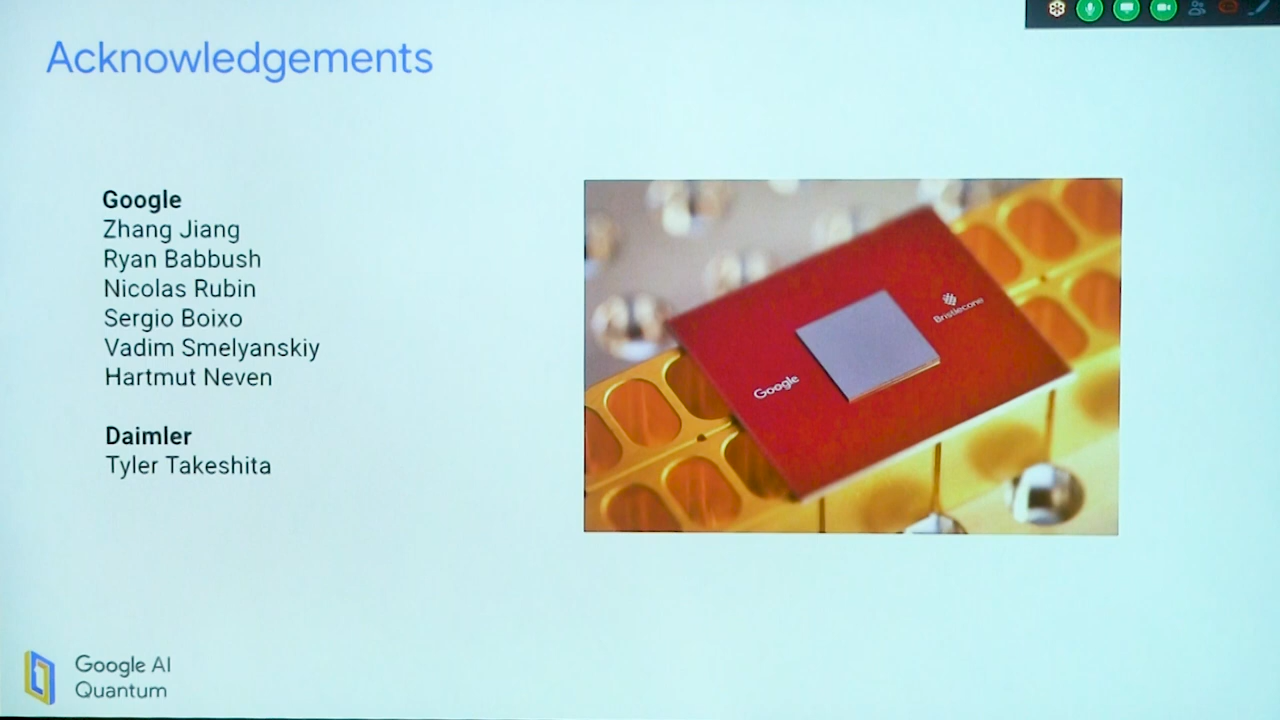 Acknowledgements
Google
Zhang Jiang
Ryan Babbush
Nicolas Rubin
Sergio Boixo
Vadim Smelyanskiy
Hartmut Neven
Daimler
Tyler Takeshita
Google
Bristlecone
Google AI
Quantum